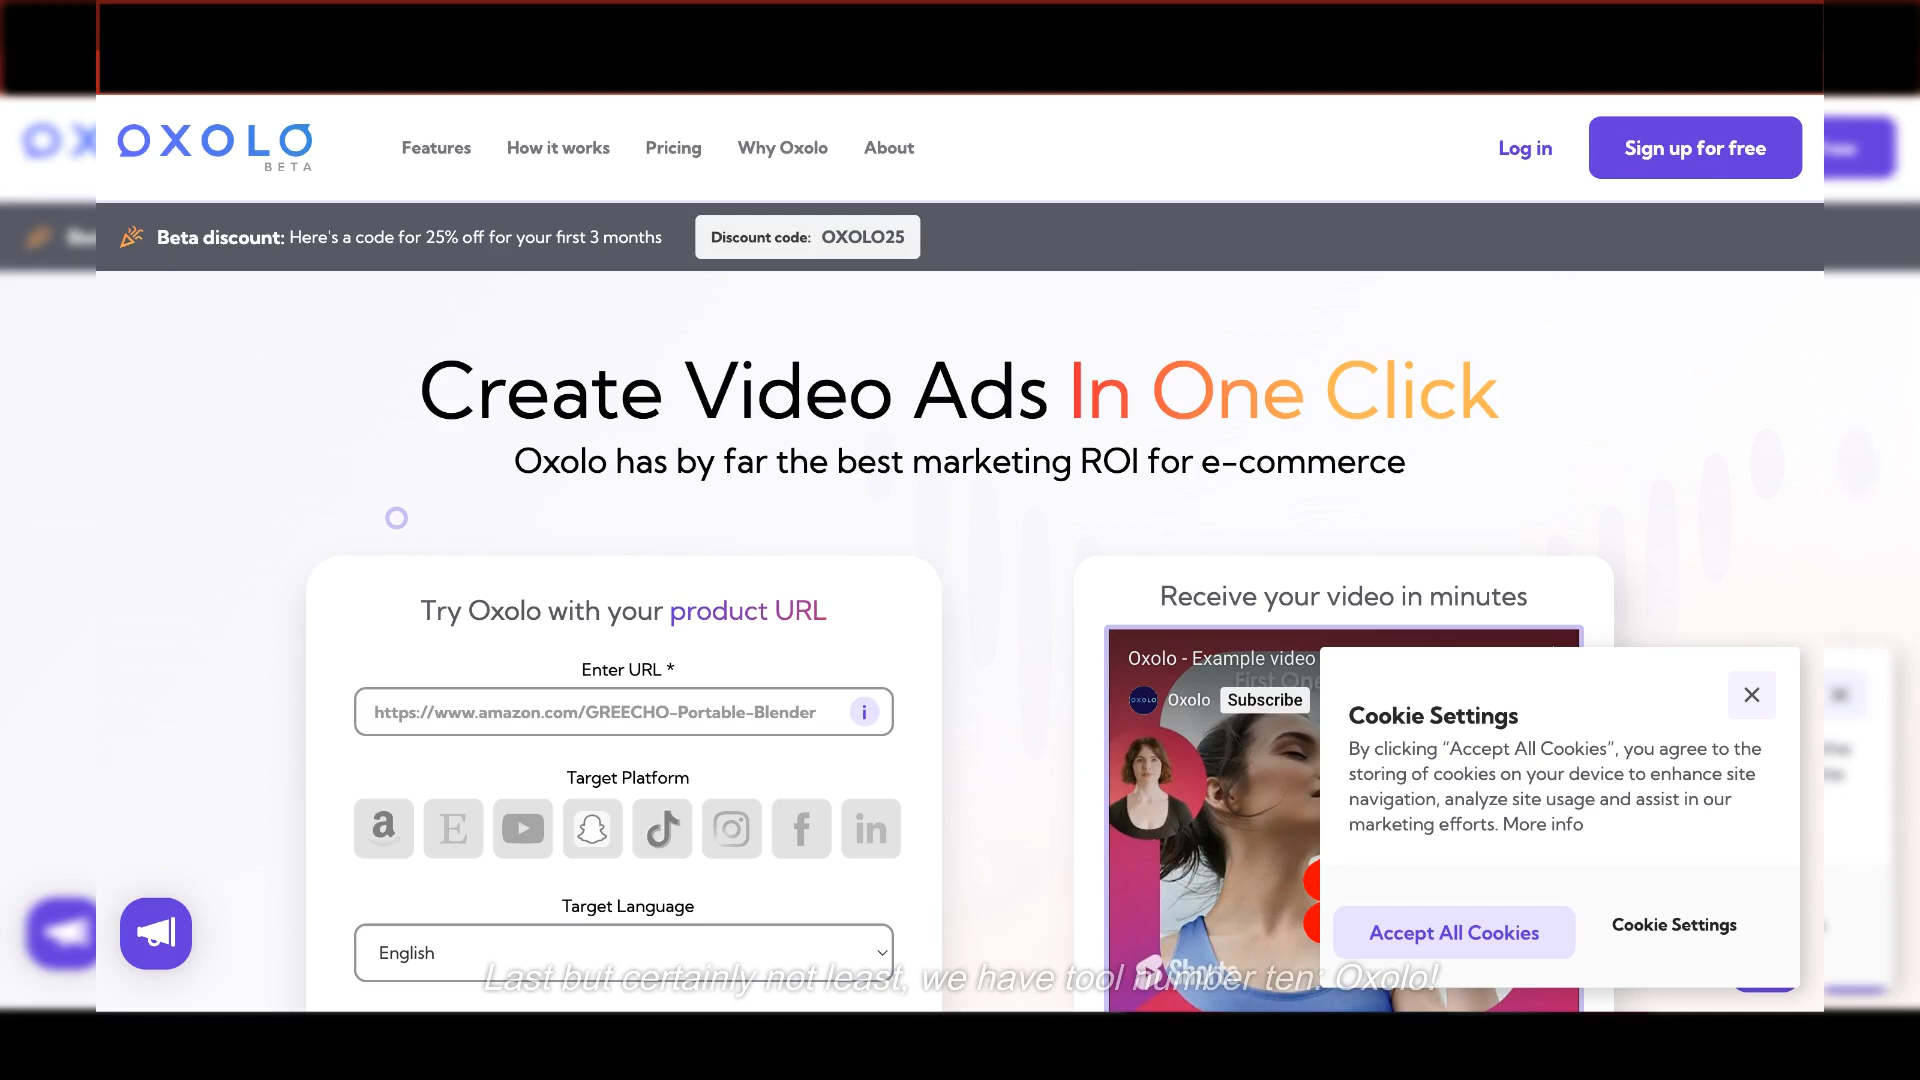 OXOLO
BETA
Features
How it works
Pricing
Why Oxolo
About
Log in
Sign up for free
Beta discount: Here's a code for 25% off for your first 3 months
Discount code: OXOLO25
Create Video Ads In One Click
Oxolo has by far the best marketing ROI for e-commerce
Try Oxolo with your product URL
Enter URL *
https://www.amazon.com/GREECHO-Portable-Blender
i
Target Platform
Target Language
English
Receive your video in minutes
Oxolo - Example video
First One
OXOLO
Oxolo
Subscribe
Shorts
Cookie Settings
By clicking “Accept All Cookies”, you agree to the
storing of cookies on your device to enhance site
navigation, analyze site usage and assist in our
marketing efforts. More info
Accept All Cookies
Cookie Settings
Last but certainly not least, we have tool number ten: Oxolo!